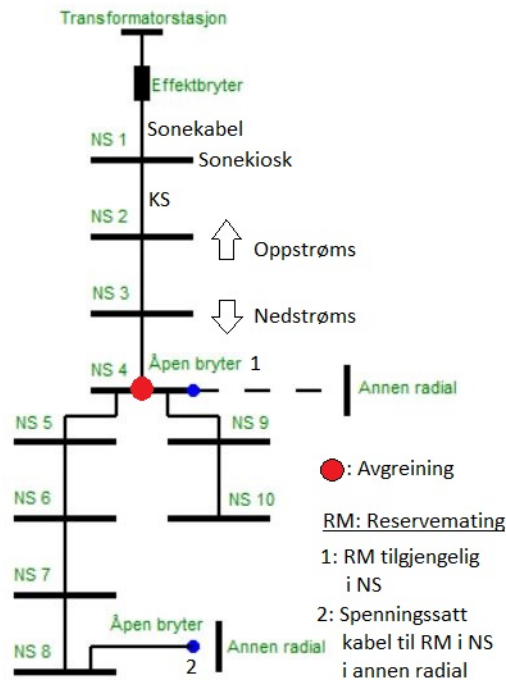 Transformatorstasjon
Effektbryter
Sonekabel
NS 1
Sonekiosk
KS
NS 2
Oppstrøms
NS 3
Nedstrøms
Åpen bryter 1
NS 4
Annen radial
NS 5
NS 9
: Avgreining
NS 6
NS 10
RM: Reservemating
1: RM tilgjengelig
i NS
NS 7
2: Spenningssatt
kabel til RM i NS
i annen radial
Åpen bryter
Annen radial
NS 8
2